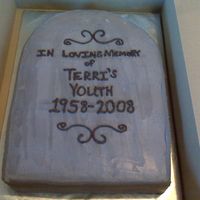 IN LOVING MEMORY
OF
TERRI'S
YOUTH
1958-2008